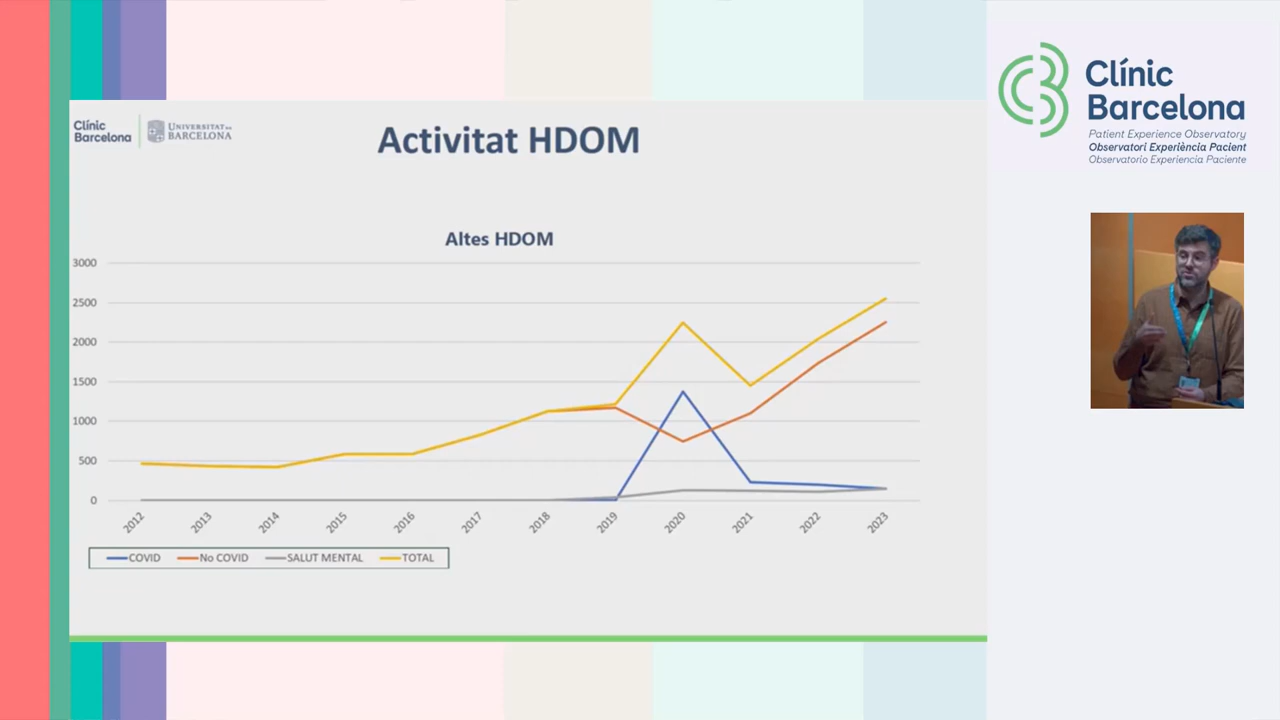 Clínic
Barcelona
UNIVERSITAT DE
BARCELONA
Activitat HDOM
Altes HDOM
3000
2500
2000
1500
1000
500
0
2012
2013
2014
2015
2016
2017
2018
2019
2020
2021
2022
2023
COVID
No COVID
SALUT MENTAL
TOTAL
Clínic
Barcelona
Patient Experience Observatory
Observatori Experiència Pacient
Observatorio Experiencia Paciente